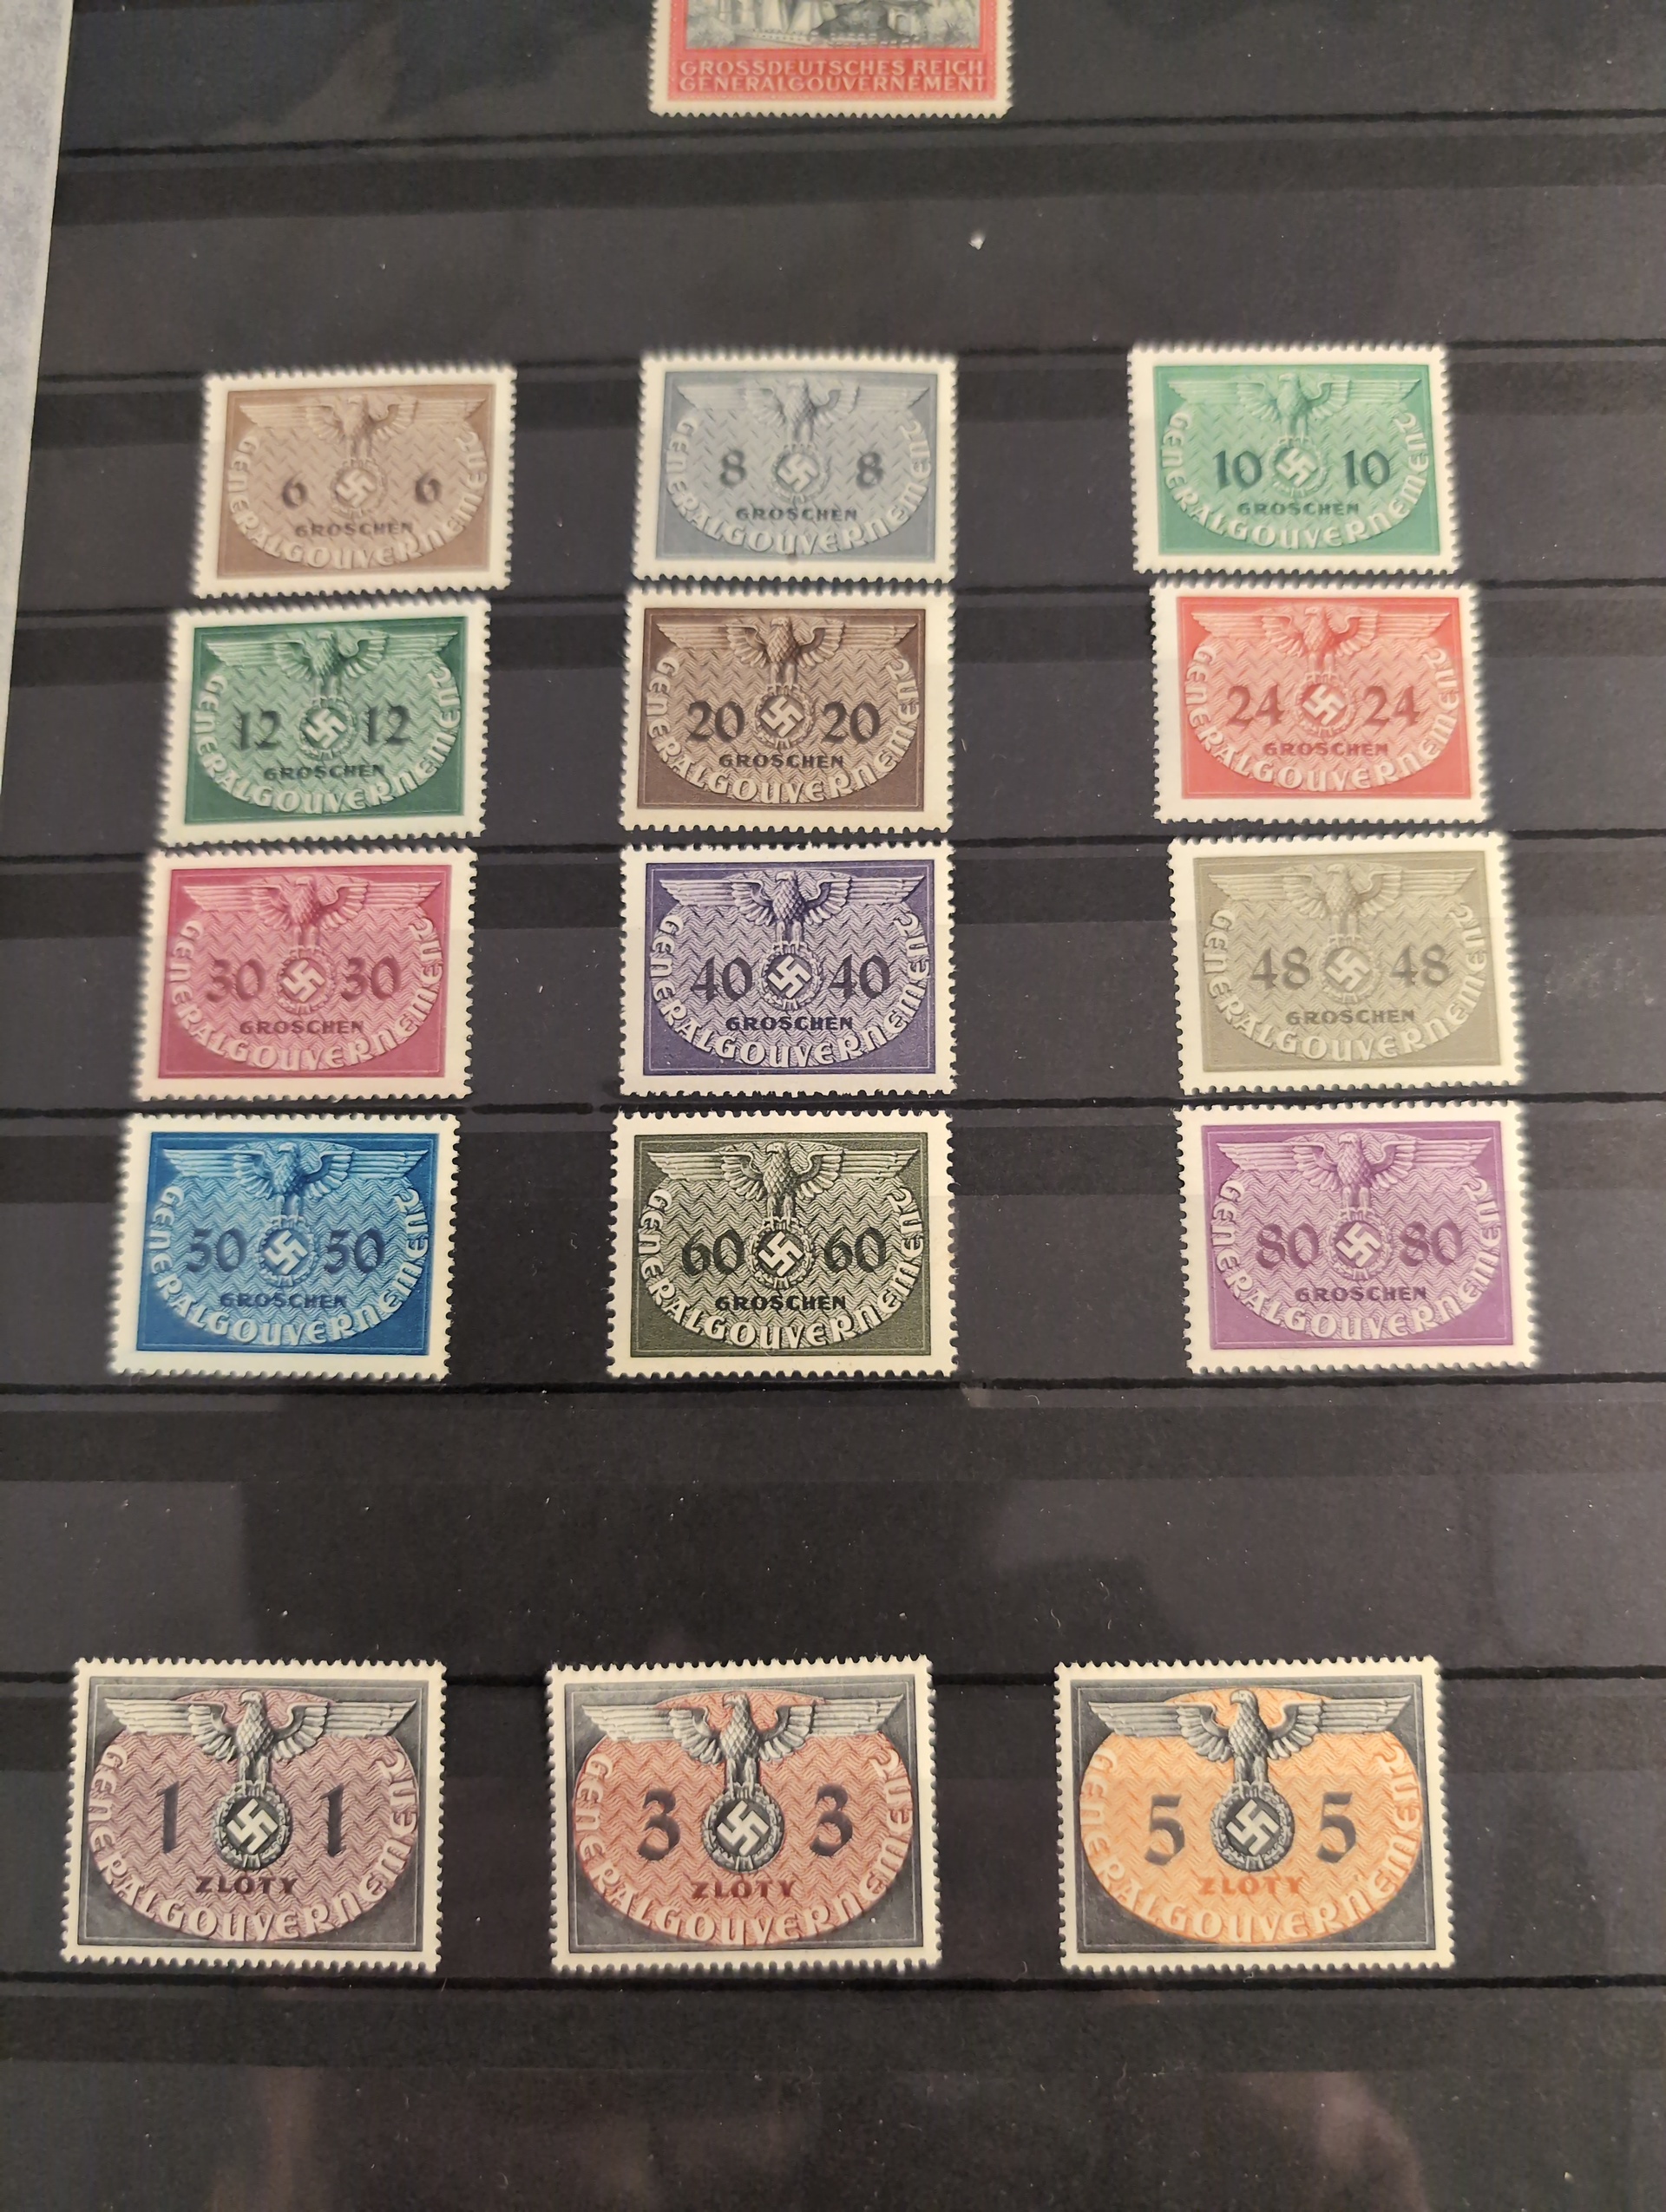 GROSSDEUTSCHES REICH
GENERALGOUVERNEMENT
6 6
GROSCHEN
GENERALGOUVERNEMENT
8 8
GROSCHEN
GENERALGOUVERNEMENT
10 10
GROSCHEN
GENERALGOUVERNEMENT
12 12
GROSCHEN
GENERALGOUVERNEMENT
20 20
GROSCHEN
GENERALGOUVERNEMENT
24 24
GROSCHEN
GENERALGOUVERNEMENT
30 30
GROSCHEN
GENERALGOUVERNEMENT
40 40
GROSCHEN
GENERALGOUVERNEMENT
48 48
GROSCHEN
GENERALGOUVERNEMENT
50 50
GROSCHEN
GENERALGOUVERNEMENT
60 60
GROSCHEN
GENERALGOUVERNEMENT
80 80
GROSCHEN
GENERALGOUVERNEMENT
1 1
ZLOTY
GENERALGOUVERNEMENT
3 3
ZLOTY
GENERALGOUVERNEMENT
5 5
ZLOTY
GENERALGOUVERNEMENT